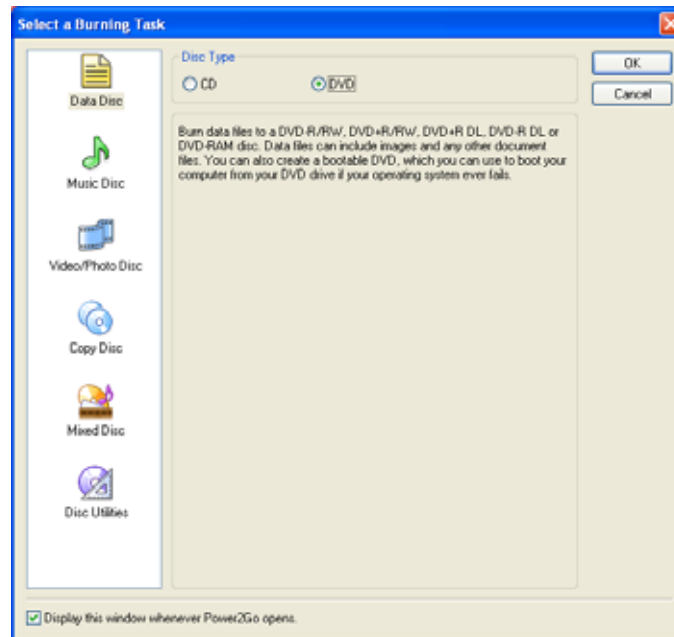 Select a Burning Task
Data Disc
Music Disc
Video/Photo Disc
Copy Disc
Mixed Disc
Disc Utilities
Disc Type
CD
DVD
Burn data files to a DVD-R/RW, DVD+R/RW, DVD+R DL, DVD-R DL or
DVD-RAM disc. Data files can include images and any other document
files. You can also create a bootable DVD, which you can use to boot your
computer from your DVD drive if your operating system ever fails.
OK
Cancel
Display this window whenever Power2Go opens.